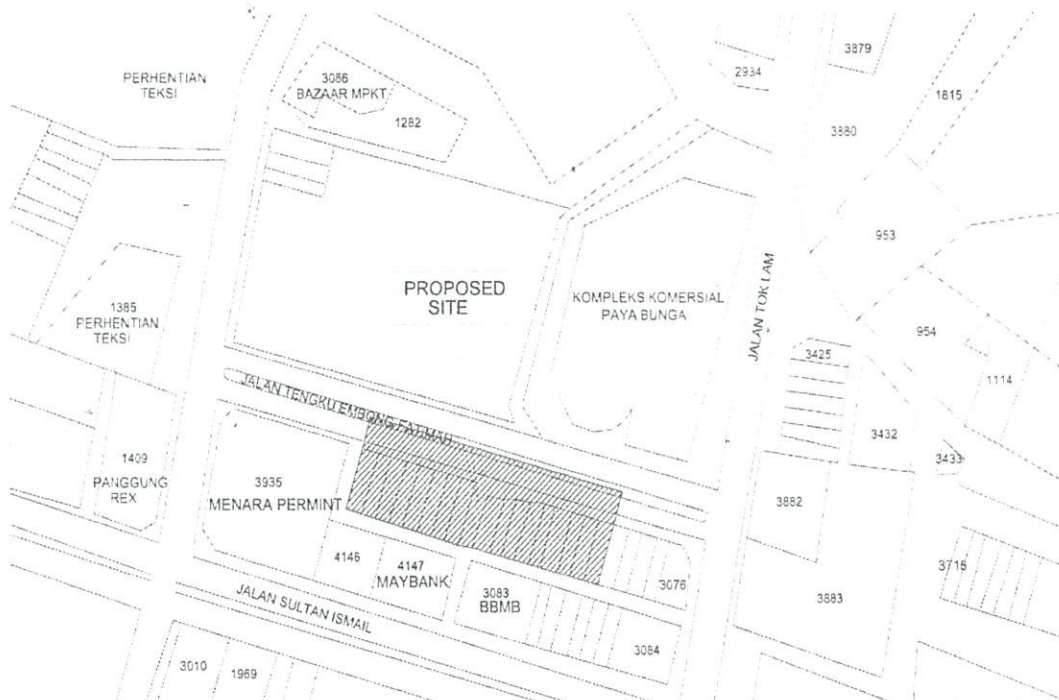 PERHENTIAN
TEKSI
3086
BAZAAR MPKT
1282
2934
3879
1815
3880
953
PROPOSED
SITE
KOMPLEKS KOMERSIAL
PAYA BUNGA
JALAN TOK LAM
1385
PERHENTIAN
TEKSI
954
3425
1114
JALAN TENGKU EMBONG FATIMAH
3432
3433
1409
PANGGUNG
REX
3935
MENARA PERMINT
3882
4146
4147
MAYBANK
3083
BBMB
3076
3716
3883
JALAN SULTAN ISMAIL
3084
3010
1969